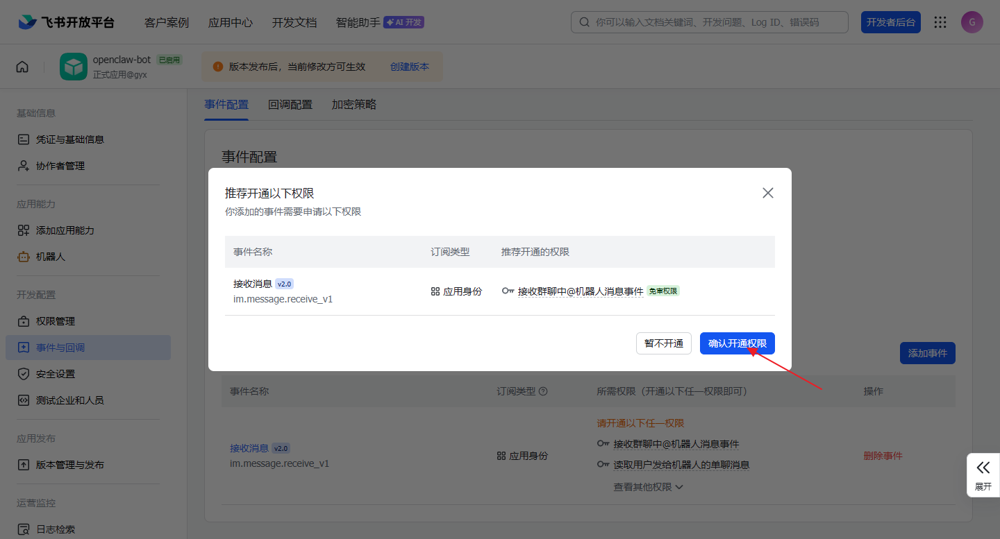 飞书开放平台 客户案例 应用中心 开发文档 智能助手 AI 开发 你可以输入文档关键词、开发问题、Log ID、错误码 开发者后台 G
openclaw-bot 已启用
正式应用@gyx
版本发布后，当前修改方可生效 创建版本
基础信息
凭证与基础信息
协作者管理
应用能力
添加应用能力
机器人
开发配置
权限管理
事件与回调
安全设置
测试企业和人员
应用发布
版本管理与发布
运营监控
日志检索
事件配置 回调配置 加密策略
事件配置
推荐开通以下权限
你添加的事件需要申请以下权限
事件名称 订阅类型 推荐开通的权限
接收消息 v2.0
im.message.receive_v1
应用身份
接收群聊中@机器人消息事件 免审权限
暂不开通 确认开通权限
添加事件
事件名称 订阅类型 所需权限（开通以下任一权限即可） 操作
接收消息 v2.0
im.message.receive_v1
应用身份
请开通以下任一权限
接收群聊中@机器人消息事件
读取用户发给机器人的单聊消息
查看其他权限
删除事件
展开